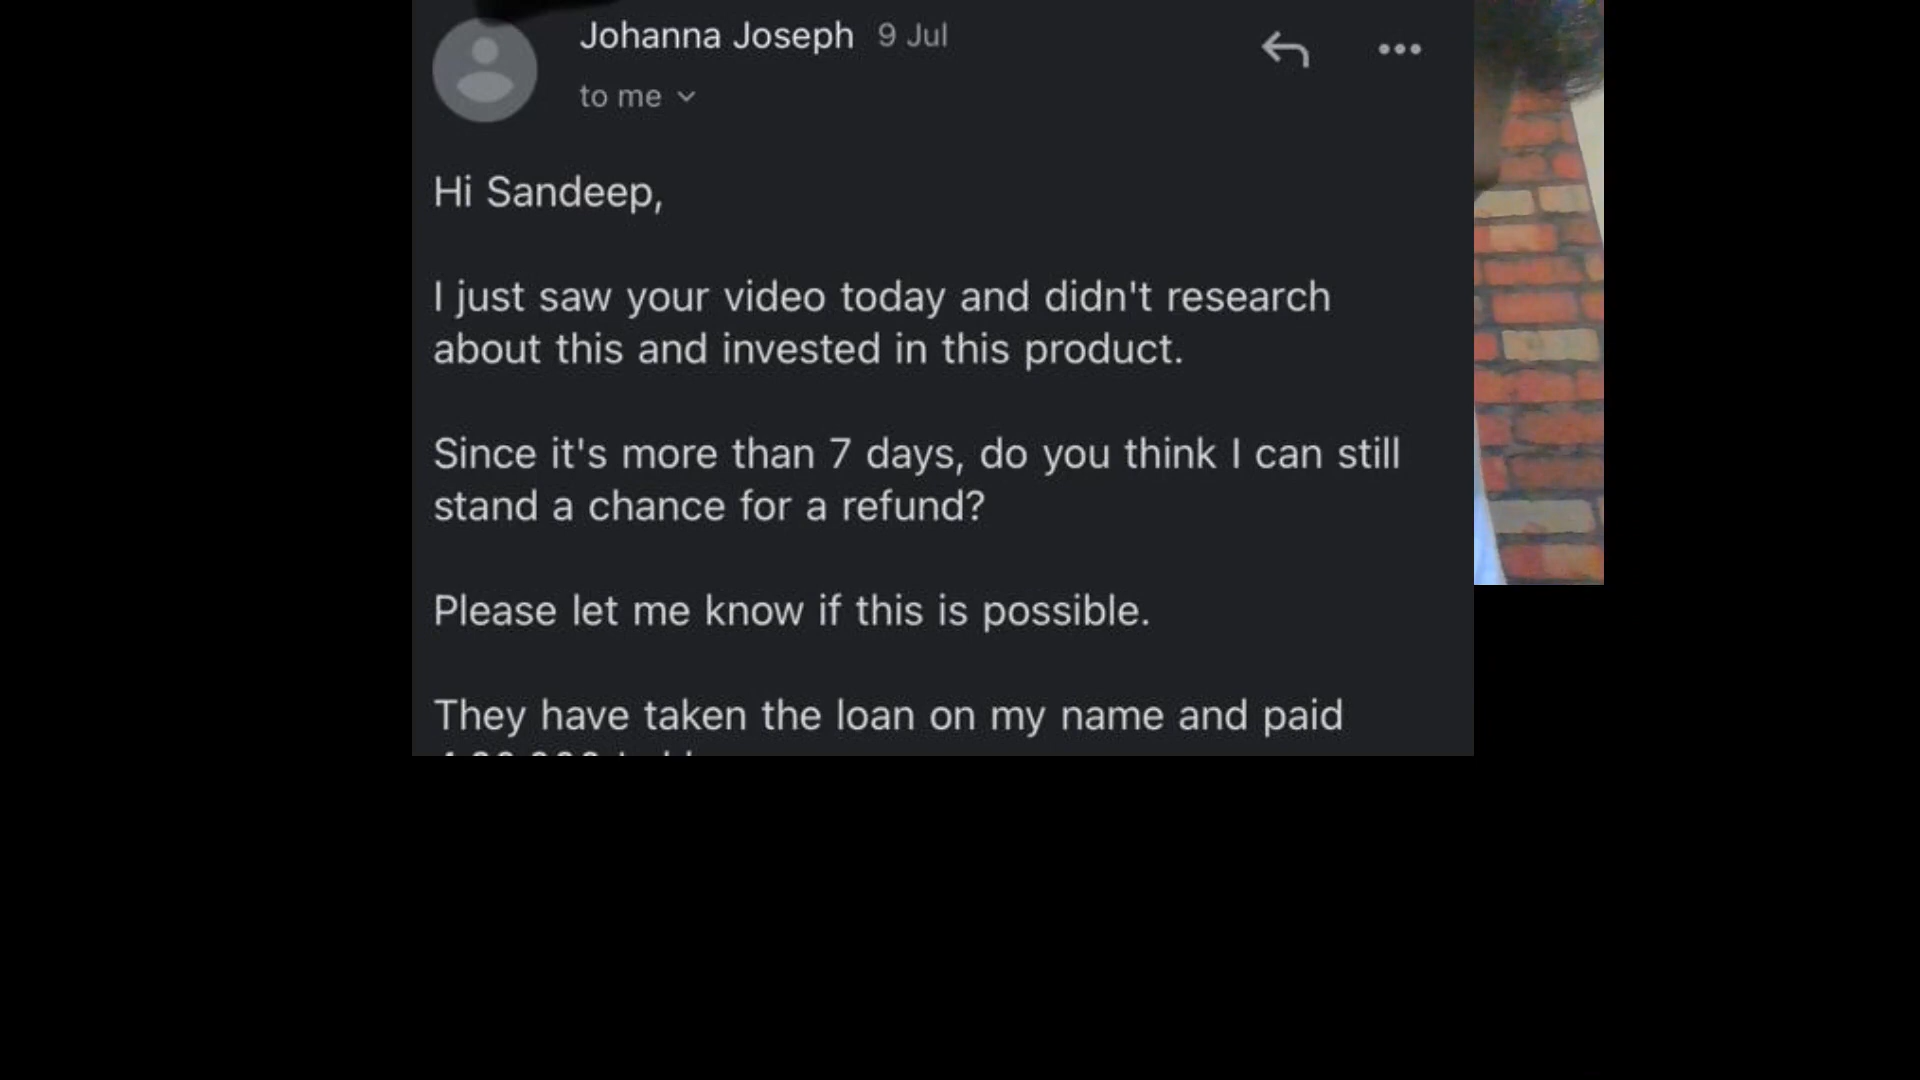 Johanna Joseph 9 Jul
to me
Hi Sandeep,
I just saw your video today and didn't research
about this and invested in this product.
Since it's more than 7 days, do you think I can still
stand a chance for a refund?
Please let me know if this is possible.
They have taken the loan on my name and paid